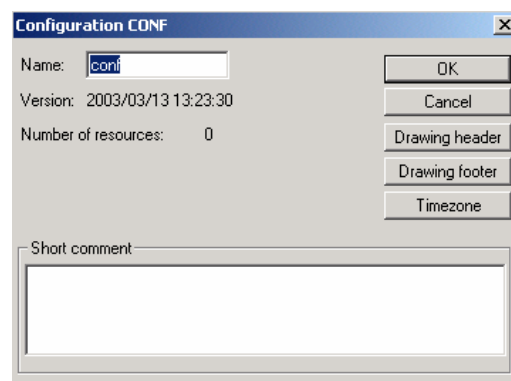 Configuration CONF
Name: conf
OK
Version: 2003/03/13 13:23:30
Cancel
Number of resources: 0
Drawing header
Drawing footer
Timezone
Short comment